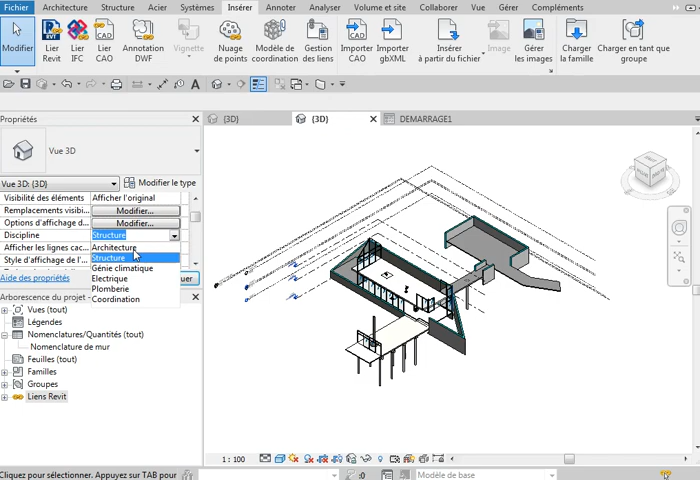 Fichier Architecture Structure Acier Systèmes Insérer Annoter Analyser Volume et site Collaborer Vue Gérer Compléments
Modifier
Lier Revit
Lier IFC
Lier CAO
Annotation DWF
Vignette
Nuage de points
Modèle de coordination
Gestion des liens
Importer CAO
Importer gbXML
Insérer à partir du fichier
Image
Gérer les images
Charger la famille
Charger en tant que groupe
Propriétés
{3D} {3D} DEMARRAGE1
Vue 3D
Vue 3D: {3D} Modifier le type
Visibilité des éléments Afficher l'original
Remplacements visibi... Modifier...
Options d'affichage d... Modifier...
Discipline Structure
Afficher les lignes cac... Architecture
Style d'affichage de l... Structure
Génie climatique
Aide des propriétés Electrique
Plomberie
Arborescence du projet - Coordination
Vues (tout)
Légendes
Nomenclatures/Quantités (tout)
Nomenclature de mur
Feuilles (tout)
Familles
Groupes
Liens Revit
1 : 100
Cliquez pour sélectionner. Appuyez sur TAB pour :0 Modèle de base